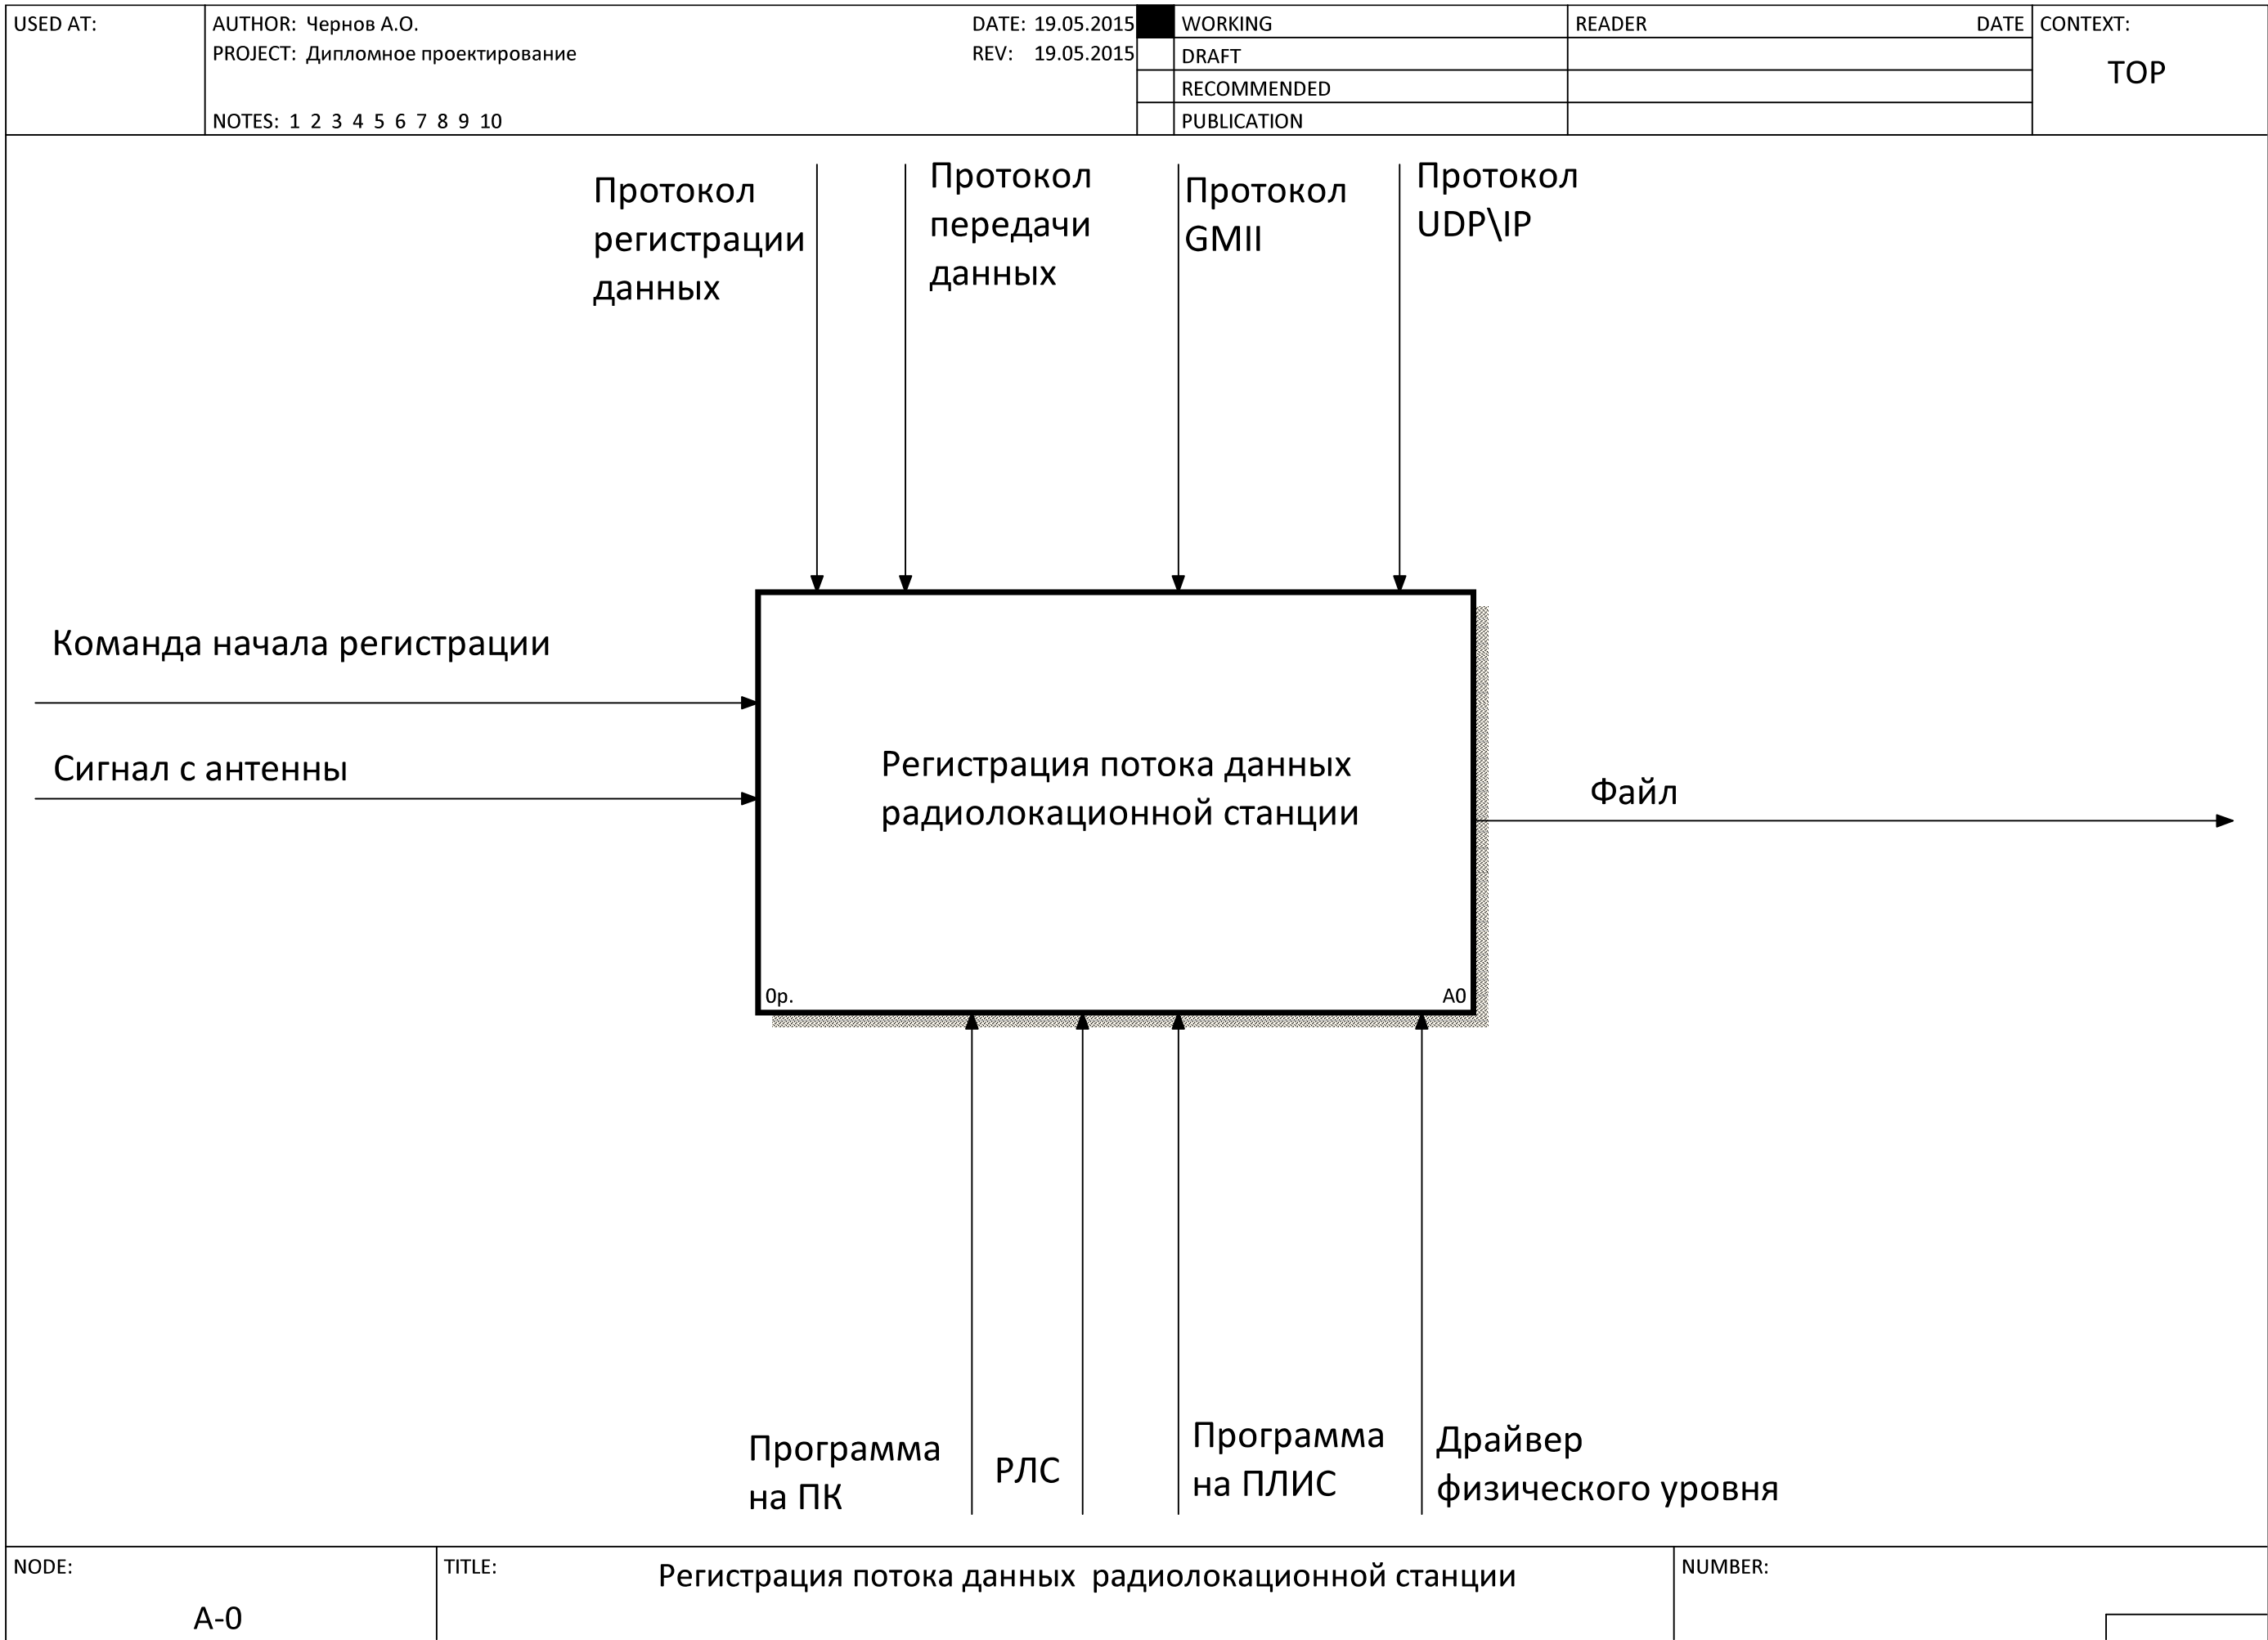 USED AT:
AUTHOR: Чернов А.О.
DATE: 19.05.2015
PROJECT: Дипломное проектирование
REV: 19.05.2015
NOTES: 1 2 3 4 5 6 7 8 9 10
WORKING
DRAFT
RECOMMENDED
PUBLICATION
READER
DATE
CONTEXT:
TOP
Протокол
регистрации
данных
Протокол
передачи
данных
Протокол
GMII
Протокол
UDP\IP
Команда начала регистрации
Сигнал с антенны
Регистрация потока данных
радиолокационной станции
0р.
A0
Файл
Программа
на ПК
РЛС
Программа
на ПЛИС
Драйвер
физического уровня
NODE:
A-0
TITLE:
Регистрация потока данных радиолокационной станции
NUMBER: